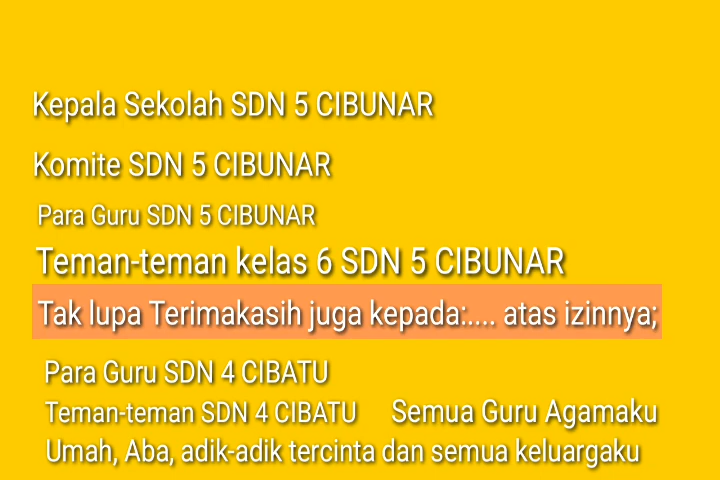 Kepala Sekolah SDN 5 CIBUNAR
Komite SDN 5 CIBUNAR
Para Guru SDN 5 CIBUNAR
Teman-teman kelas 6 SDN 5 CIBUNAR
Tak lupa Terimakasih juga kepada:.... atas izinnya;
Para Guru SDN 4 CIBATU
Teman-teman SDN 4 CIBATU Semua Guru Agamaku
Umah, Aba, adik-adik tercinta dan semua keluargaku